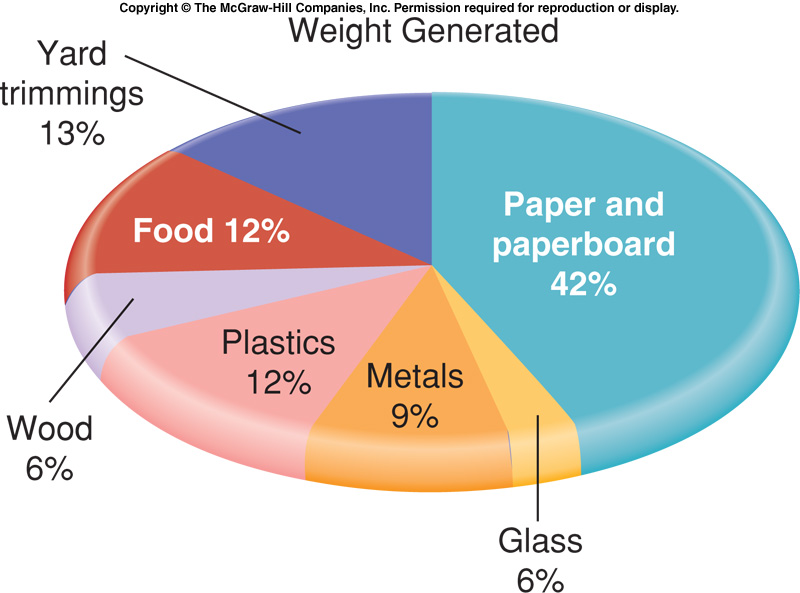 Copyright © The McGraw-Hill Companies, Inc. Permission required for reproduction or display.
Weight Generated
Yard
trimmings
13%
Paper and
paperboard
42%
Food 12%
Plastics
12%
Metals
9%
Wood
6%
Glass
6%